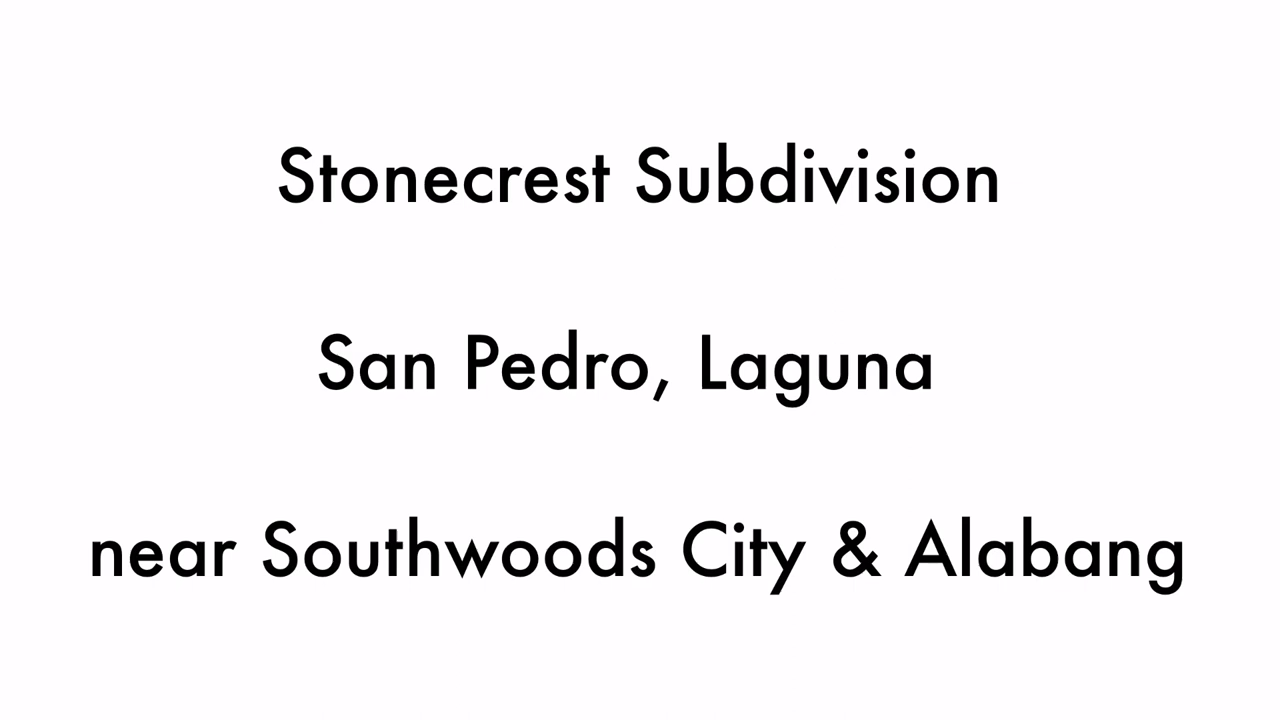 Stonecrest Subdivision
San Pedro, Laguna
near Southwoods City & Alabang